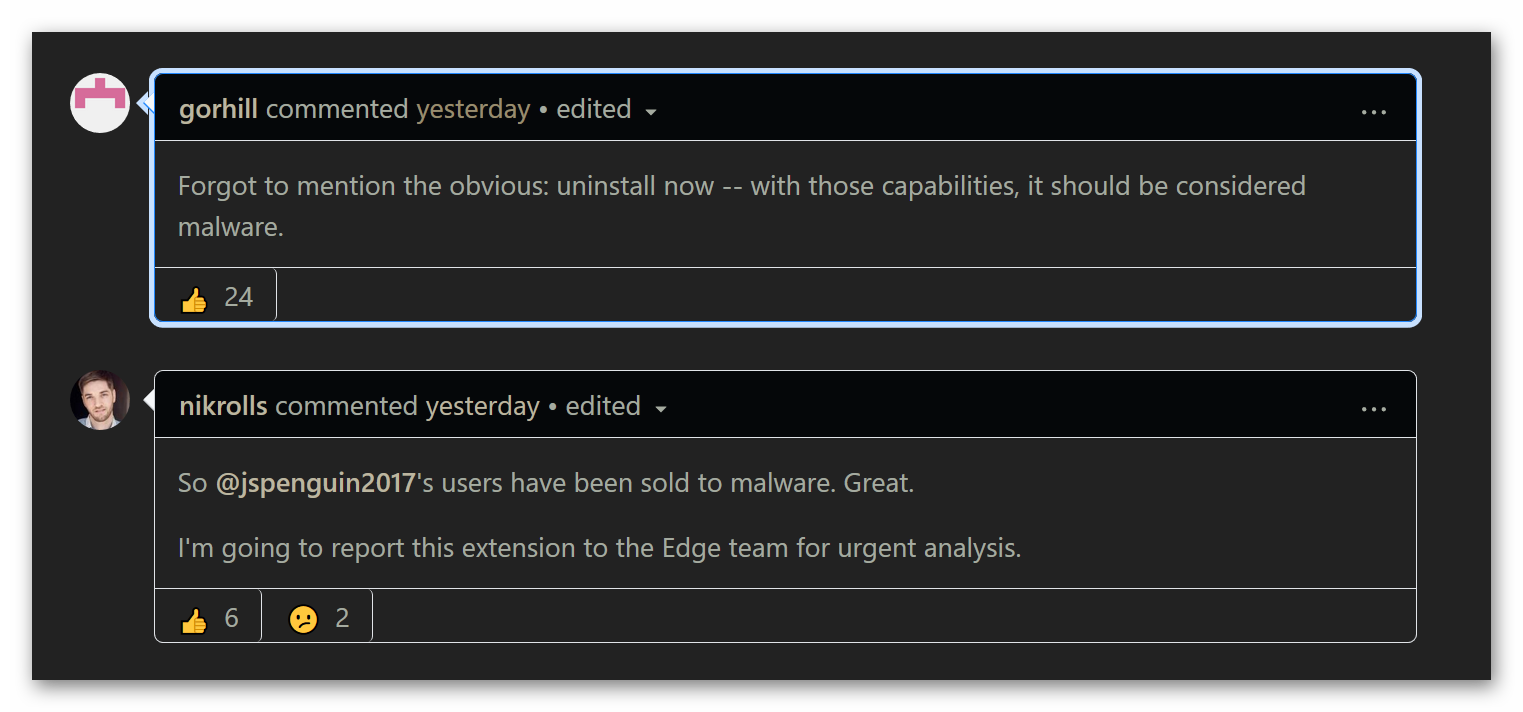 gorhill commented yesterday • edited
Forgot to mention the obvious: uninstall now -- with those capabilities, it should be considered
malware.
👍 24
nikrolls commented yesterday • edited
So @jspenguin2017's users have been sold to malware. Great.
I'm going to report this extension to the Edge team for urgent analysis.
👍 6 😕 2